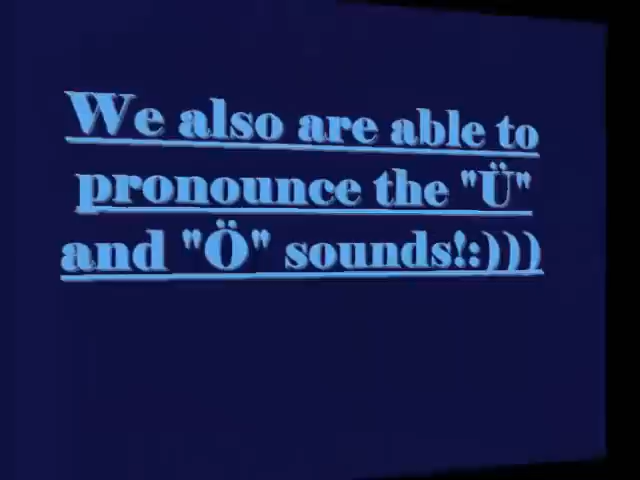 We also are able to
pronounce the "Ü"
and "Ö" sounds!:)))